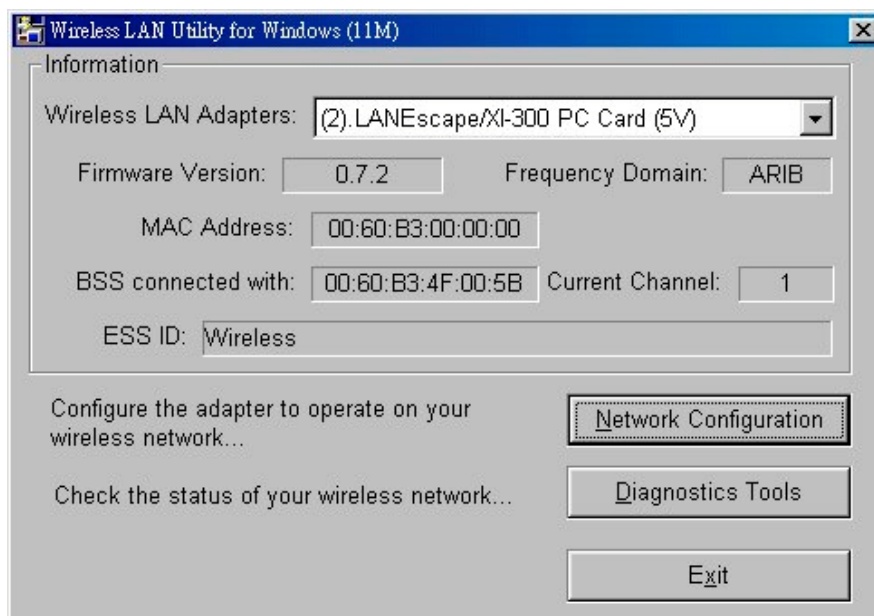 Wireless LAN Utility for Windows (11M)
Information
Wireless LAN Adapters: (2).LANEscape/XI-300 PC Card (5V)
Firmware Version: 0.7.2 Frequency Domain: ARIB
MAC Address: 00:60:B3:00:00:00
BSS connected with: 00:60:B3:4F:00:5B Current Channel: 1
ESS ID: Wireless
Configure the adapter to operate on your
wireless network...
Network Configuration
Check the status of your wireless network...
Diagnostics Tools
Exit